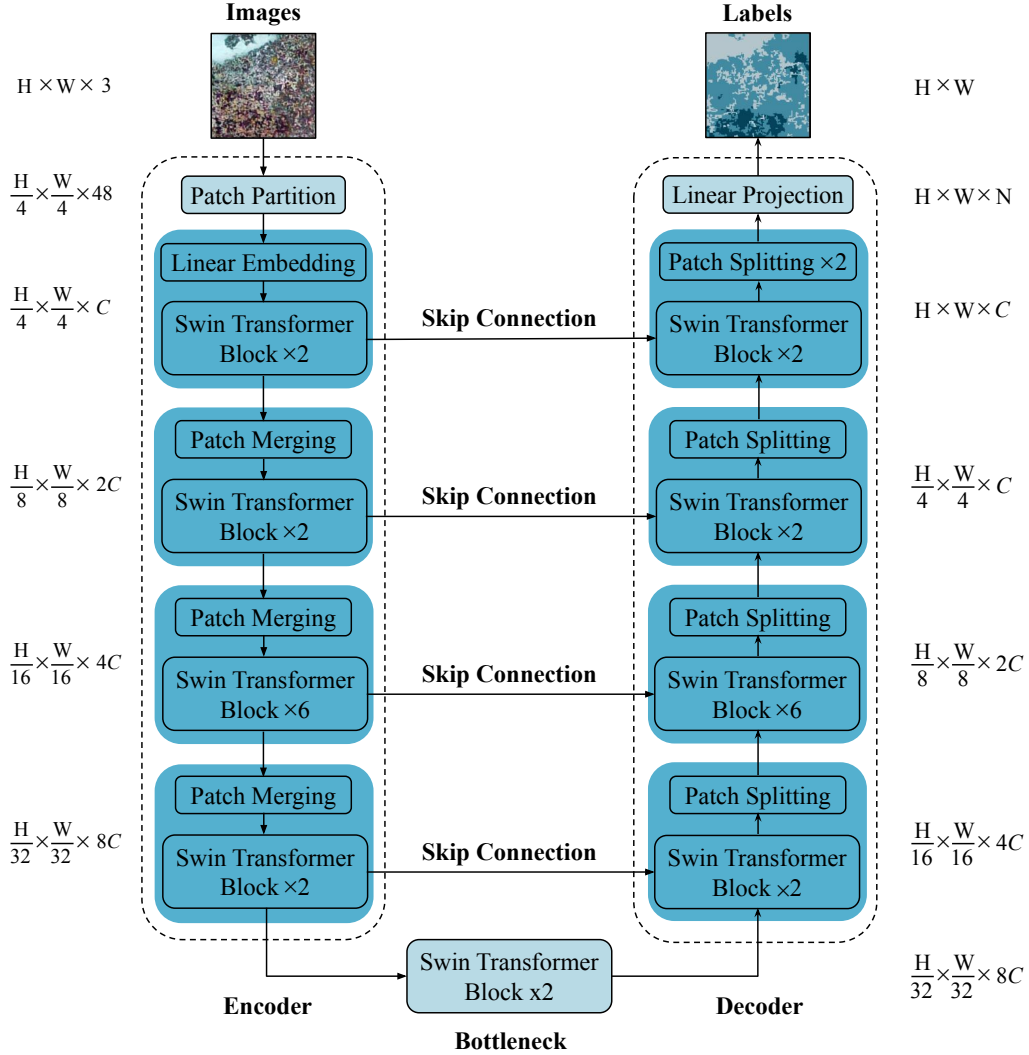 Images
Labels
H × W × 3
H × W
H/4 × W/4 × 48
Patch Partition
Linear Projection
H × W × N
Linear Embedding
Patch Splitting ×2
H/4 × W/4 × C
Swin Transformer
Block ×2
Skip Connection
Swin Transformer
Block ×2
H × W × C
Patch Merging
Patch Splitting
H/8 × W/8 × 2C
Swin Transformer
Block ×2
Skip Connection
Swin Transformer
Block ×2
H/4 × W/4 × C
Patch Merging
Patch Splitting
H/16 × W/16 × 4C
Swin Transformer
Block ×6
Skip Connection
Swin Transformer
Block ×6
H/8 × W/8 × 2C
Patch Merging
Patch Splitting
H/32 × W/32 × 8C
Swin Transformer
Block ×2
Skip Connection
Swin Transformer
Block ×2
H/16 × W/16 × 4C
Swin Transformer
Block x2
H/32 × W/32 × 8C
Encoder
Decoder
Bottleneck